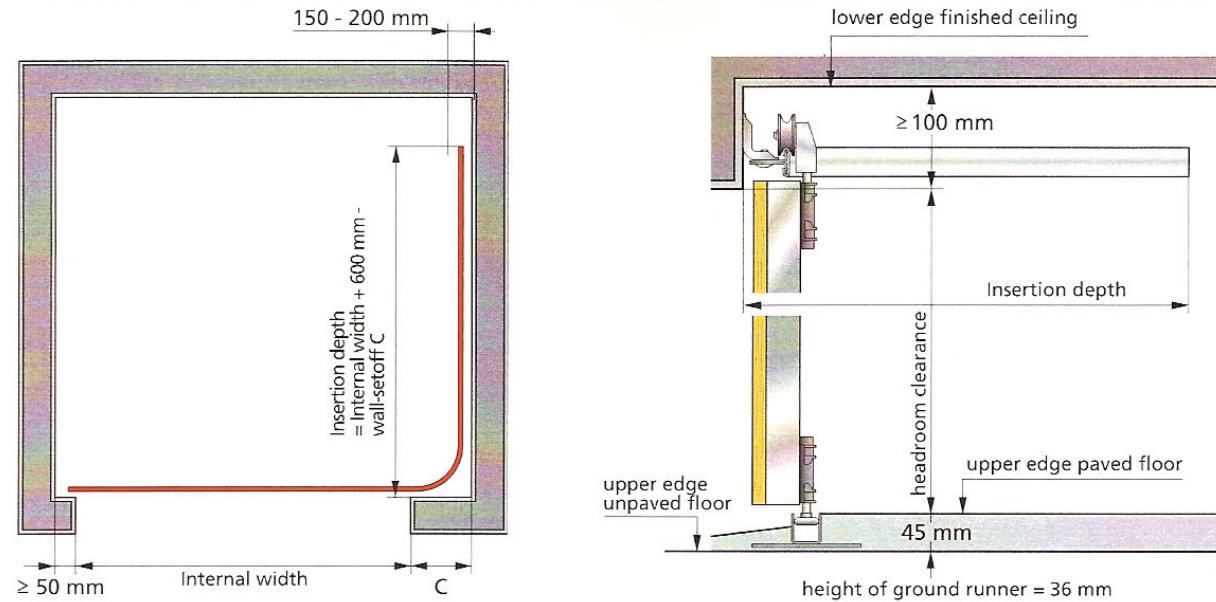 150 - 200 mm
Insertion depth
= Internal width + 600 mm -
wall-setoff C
≥ 50 mm
Internal width
C
lower edge finished ceiling
≥ 100 mm
Insertion depth
headroom clearance
upper edge paved floor
upper edge
unpaved floor
45 mm
height of ground runner = 36 mm